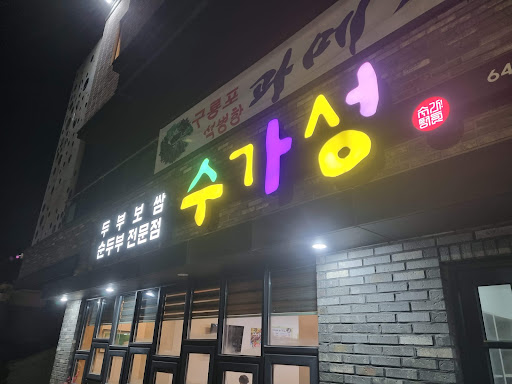 구룡포
과메기
두부보쌈
순두부 전문점
수가성
64